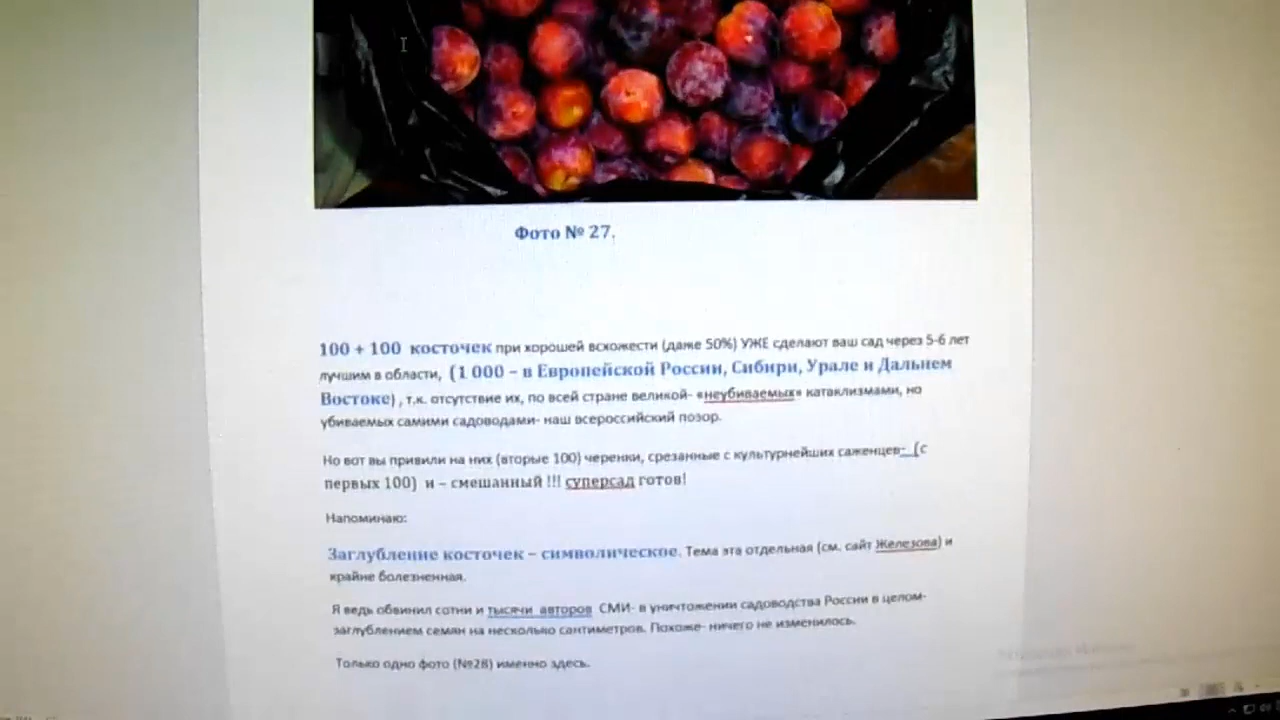 Фото № 27.
100 + 100 косточек при хорошей всхожести (даже 50%) УЖЕ сделают ваш сад через 5-6 лет
лучшим в области, (1 000 – в Европейской России, Сибири, Урале и Дальнем
Востоке) , т.к. отсутствие их, по всей стране великой- «неубиваемых» катаклизмами, но
убиваемых самими садоводами- наш всероссийский позор.
Но вот вы привили на них (вторые 100) черенки, срезанные с культурнейших саженцев- (с
первых 100) и – смешанный !!! суперсад готов!
Напоминаю:
Заглубление косточек – символическое. Тема эта отдельная (см. сайт Железова) и
крайне болезненная.
Я ведь обвинил сотни и тысячи авторов СМИ- в уничтожении садоводства России в целом-
заглублением семян на несколько сантиметров. Похоже- ничего не изменилось.
Только одно фото (№28) именно здесь.